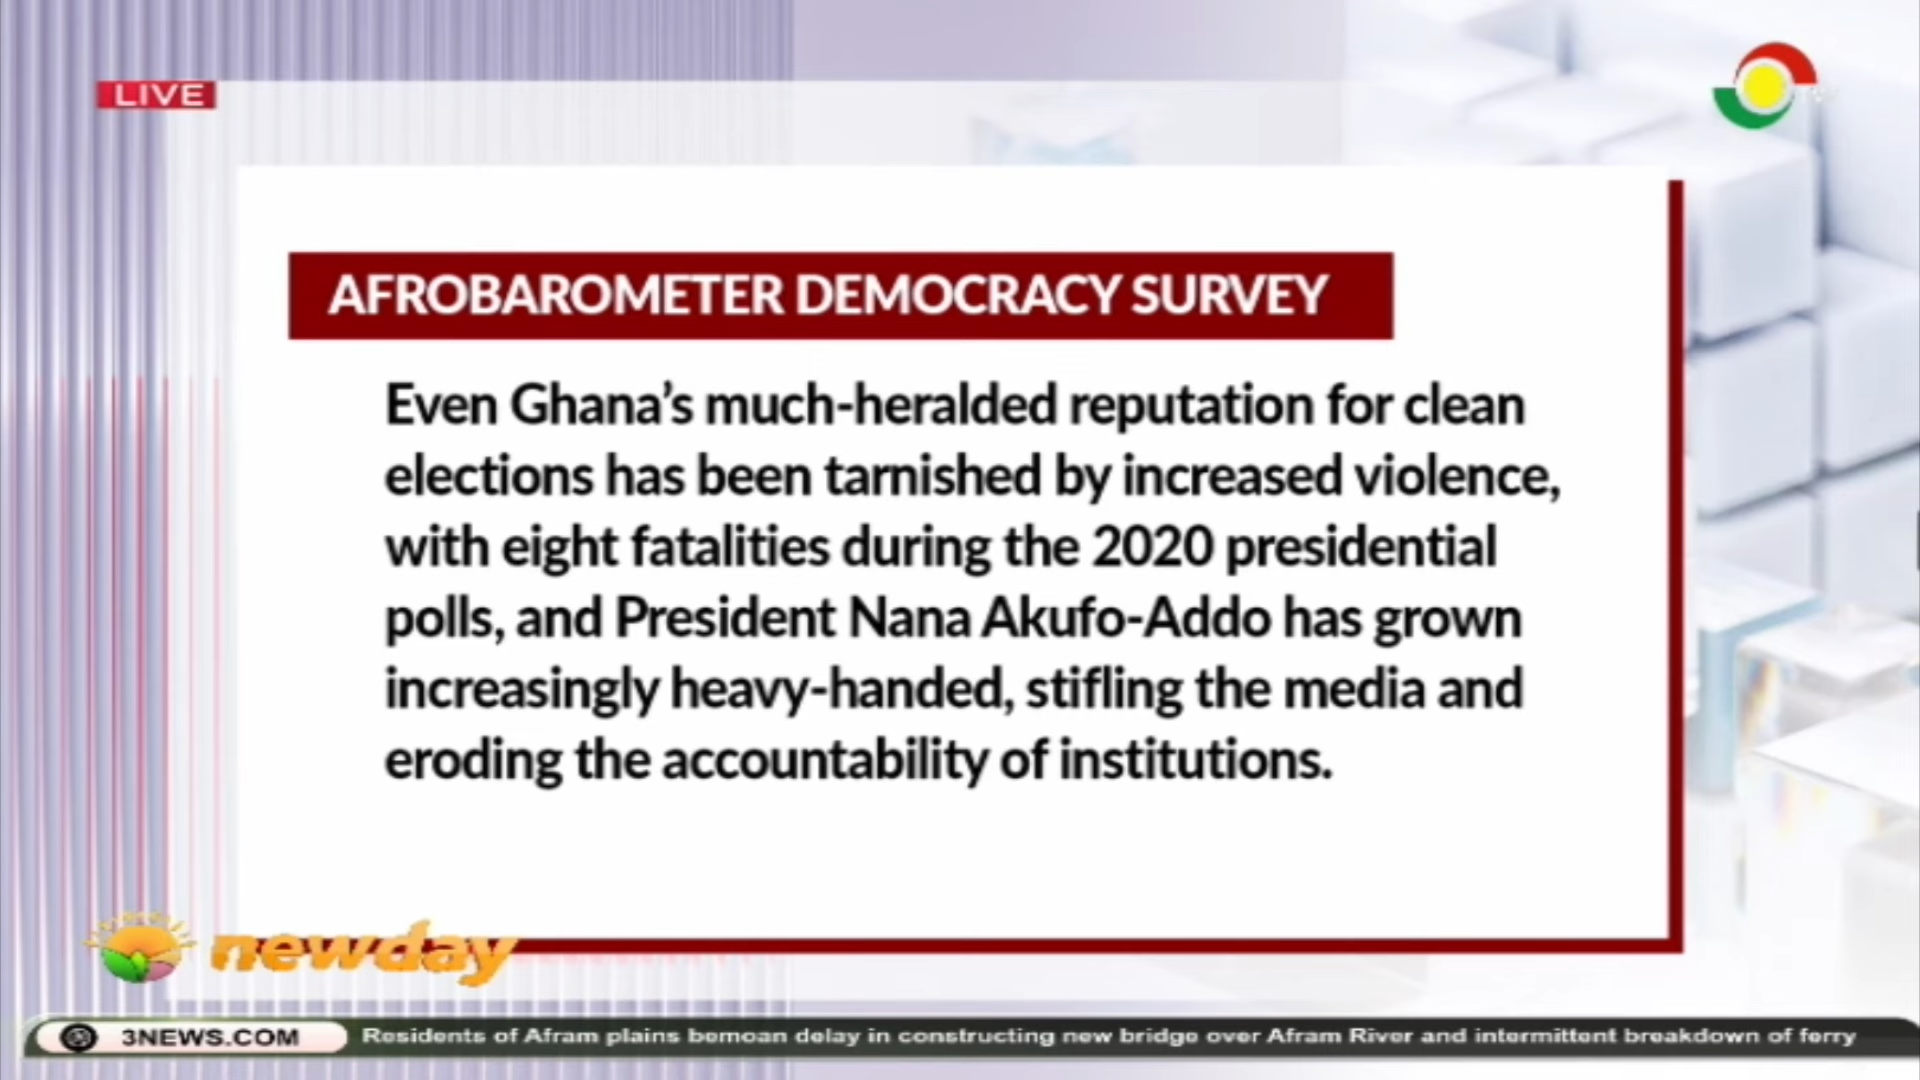 LIVE
AFROBAROMETER DEMOCRACY SURVEY
Even Ghana’s much-heralded reputation for clean
elections has been tarnished by increased violence,
with eight fatalities during the 2020 presidential
polls, and President Nana Akufo-Addo has grown
increasingly heavy-handed, stifling the media and
eroding the accountability of institutions.
newday
3NEWS.COM
Residents of Afram plains bemoan delay in constructing new bridge over Afram River and intermittent breakdown of ferry